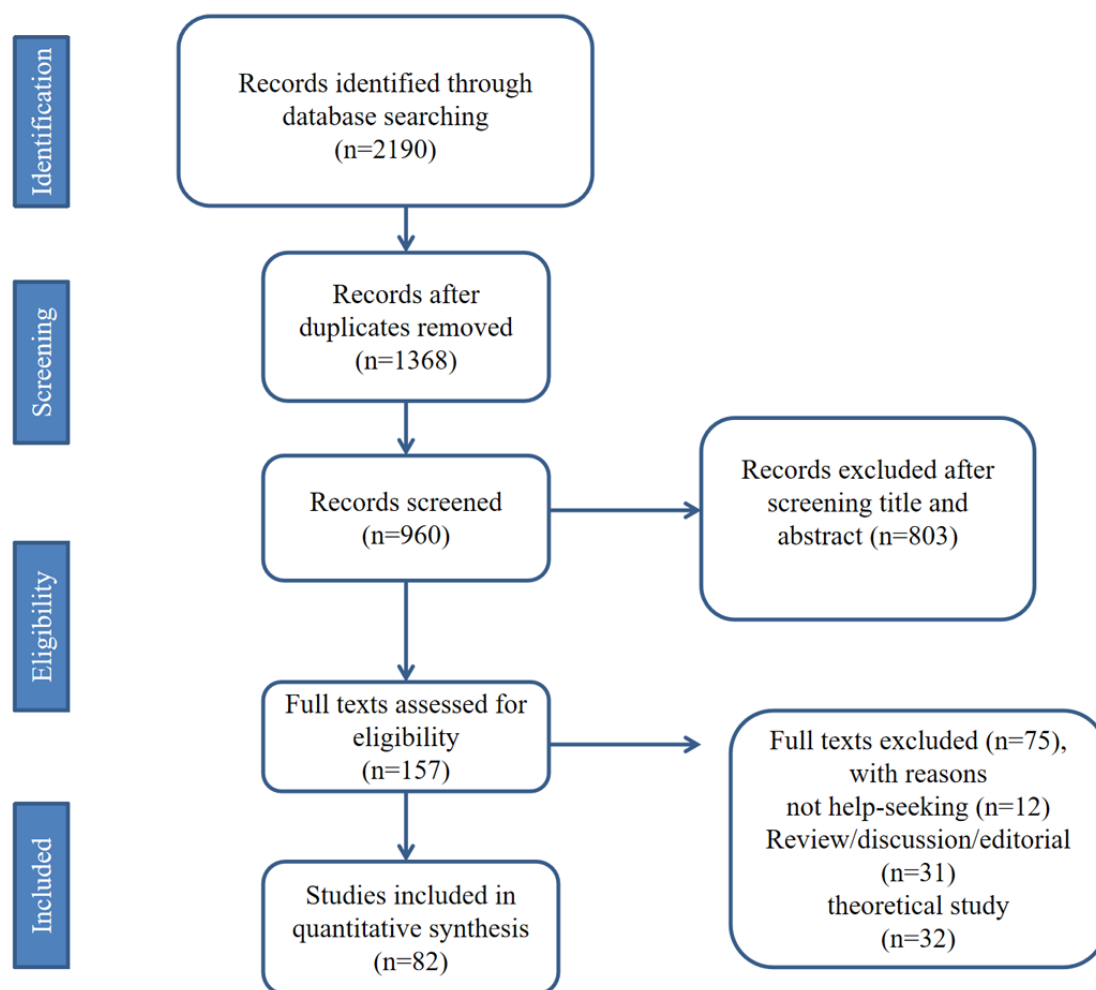 Identification
Records identified through
database searching
(n=2190)
Screening
Records after
duplicates removed
(n=1368)
Records screened
(n=960)
Records excluded after
screening title and
abstract (n=803)
Eligibility
Full texts assessed for
eligibility
(n=157)
Full texts excluded (n=75),
with reasons
not help-seeking (n=12)
Review/discussion/editorial
(n=31)
theoretical study
(n=32)
Included
Studies included in
quantitative synthesis
(n=82)